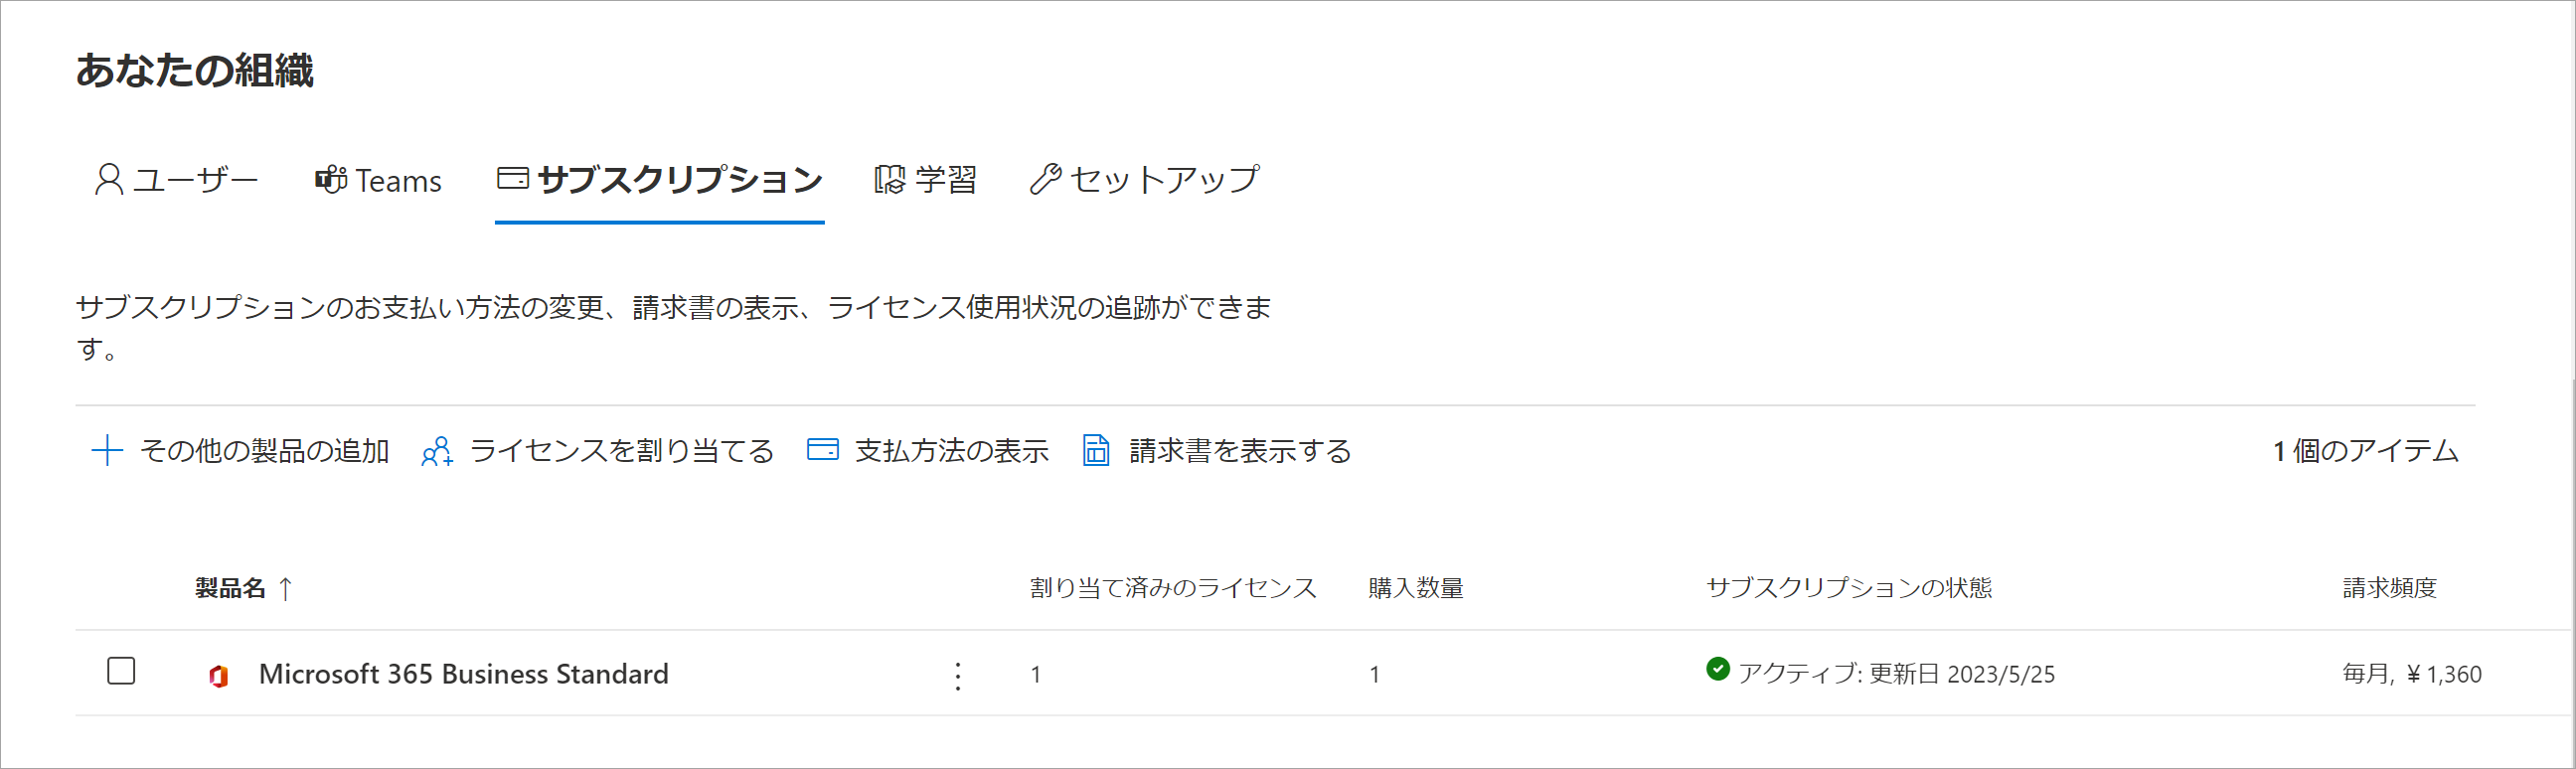 あなたの組織
ユーザー Teams サブスクリプション 学習 セットアップ
サブスクリプションのお支払い方法の変更、請求書の表示、ライセンス使用状況の追跡ができま
す。
その他の製品の追加 ライセンスを割り当てる 支払方法の表示 請求書を表示する 1 個のアイテム
製品名 ↑ 割り当て済みのライセンス 購入数量 サブスクリプションの状態 請求頻度
Microsoft 365 Business Standard 1 1 アクティブ: 更新日 2023/5/25 毎月, ¥1,360